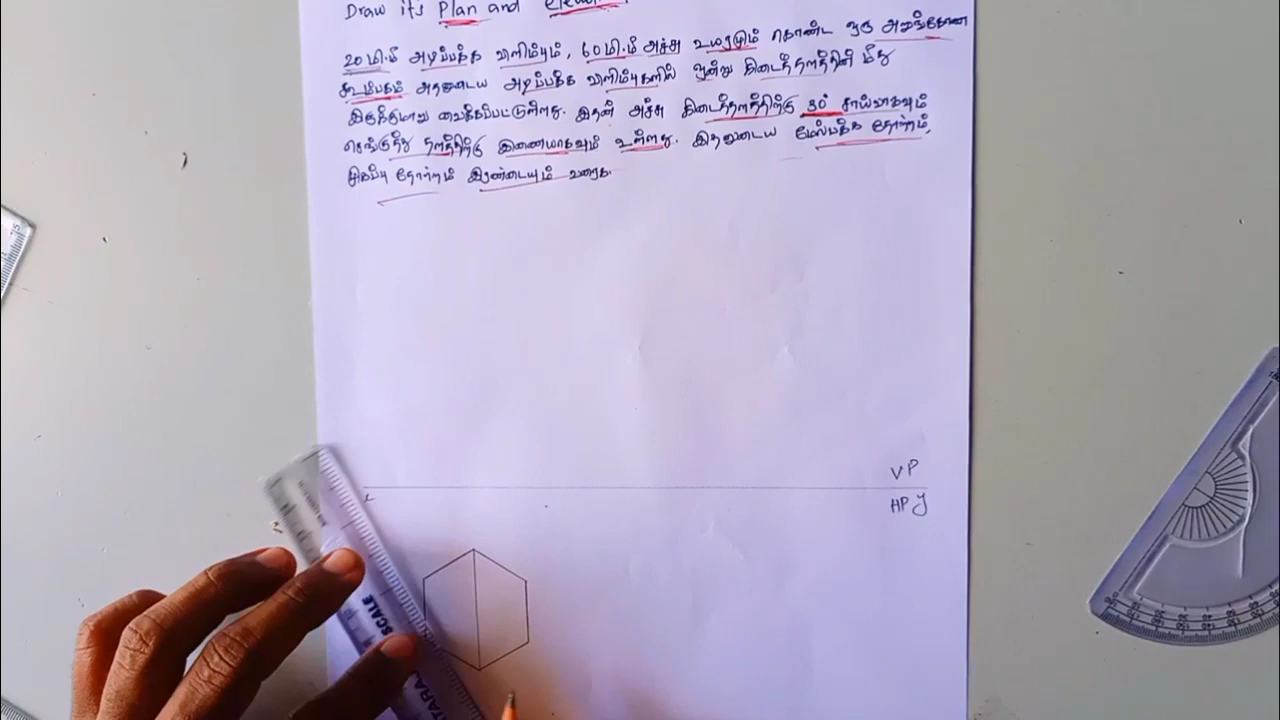 Draw its Plan and
20 மி.மீ அடிப்பக்க விளிம்பும், 60 மி.மீ அச்சு உயரமும் கொண்ட ஒரு அறுங்கோண
கூம்பகம் அதனுடைய அடிப்பக்க விளிம்புகளில் ஒன்று கிடைத்தளத்தின் மீது
இருக்குமாறு வைக்கப்பட்டுள்ளது. இதன் அச்சு கிடைத்தளத்திற்கு 30° சாய்வாகவும்
செங்குத்து தளத்திற்கு இணையாகவும் உள்ளது. இதனுடைய மேல்பக்க தோற்றம்,
முகப்பு தோற்றம் இரண்டையும் வரைக.
VP
x
HP y
SCALE